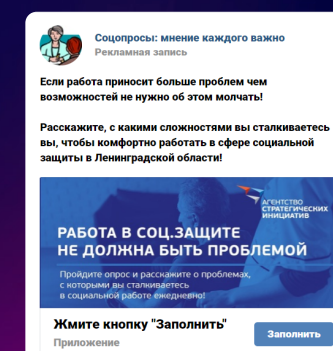 Соцопросы: мнение каждого важно
Рекламная запись
Если работа приносит больше проблем чем
возможностей не нужно об этом молчать!
Расскажите, с какими сложностями вы сталкиваетесь
вы, чтобы комфортно работать в сфере социальной
защиты в Ленинградской области!
АГЕНТСТВО
СТРАТЕГИЧЕСКИХ
ИНИЦИАТИВ
РАБОТА В СОЦ.ЗАЩИТЕ
НЕ ДОЛЖНА БЫТЬ ПРОБЛЕМОЙ
Пройдите опрос и расскажите о проблемах,
с которыми вы сталкиваетесь
в социальной работе ежедневно!
Жмите кнопку "Заполнить"
Приложение
Заполнить